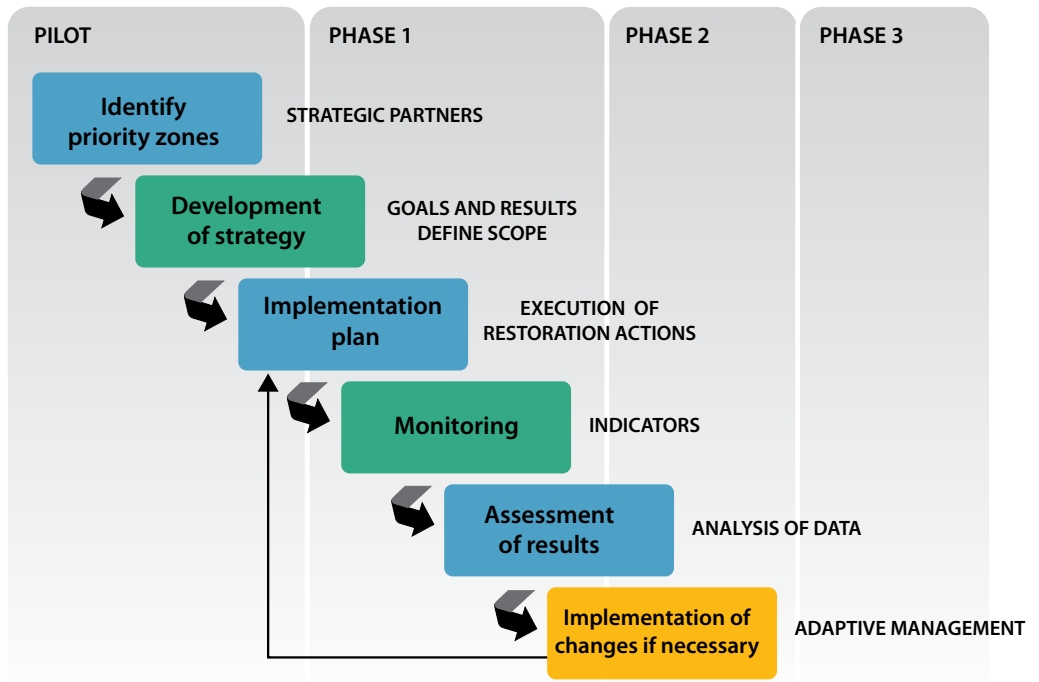 PILOT
PHASE 1
PHASE 2
PHASE 3
Identify
priority zones
STRATEGIC PARTNERS
Development
of strategy
GOALS AND RESULTS
DEFINE SCOPE
Implementation
plan
EXECUTION OF
RESTORATION ACTIONS
Monitoring
INDICATORS
Assessment
of results
ANALYSIS OF DATA
Implementation of
changes if necessary
ADAPTIVE MANAGEMENT